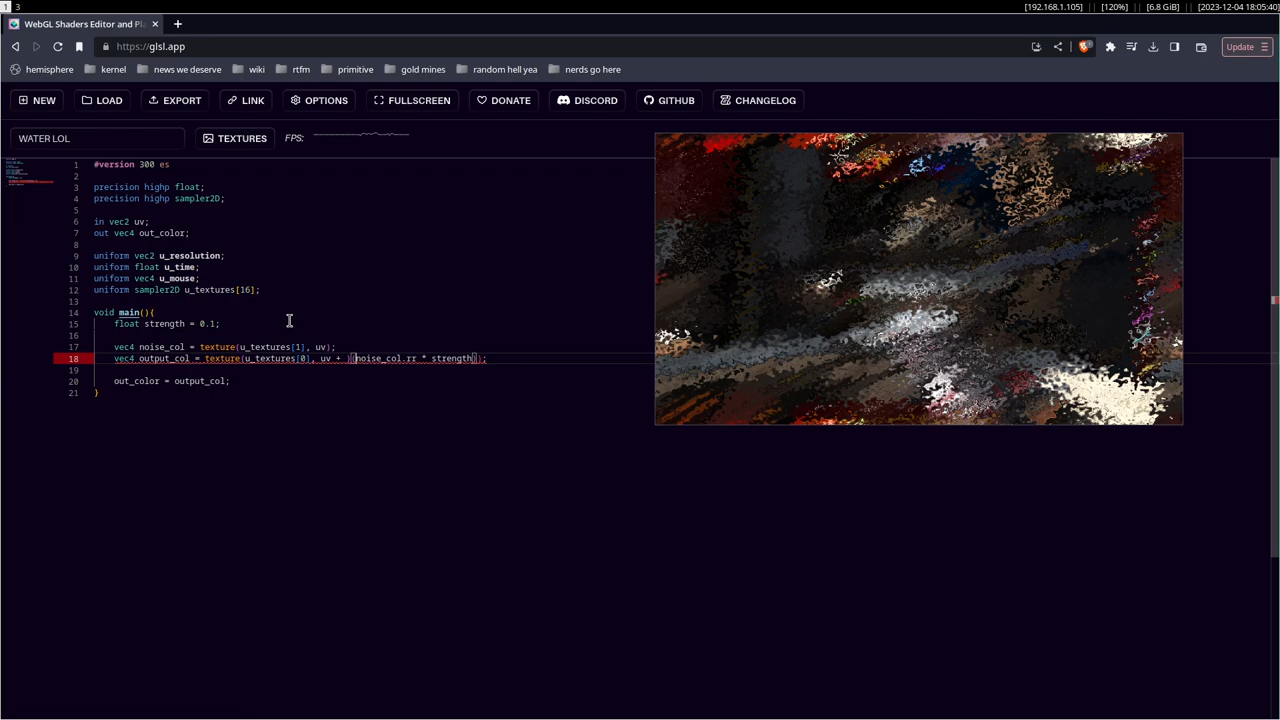 1 3 [192.168.1.105] || [120%] || [6.8 GiB] || [2023-12-04 18:05:40]
WebGL Shaders Editor and Pla
https://glsl.app
Update
hemisphere kernel news we deserve wiki rtfm primitive gold mines random hell yea nerds go here
NEW LOAD EXPORT LINK OPTIONS FULLSCREEN DONATE DISCORD GITHUB CHANGELOG
WATER LOL TEXTURES FPS:
1 #version 300 es
2
3 precision highp float;
4 precision highp sampler2D;
5
6 in vec2 uv;
7 out vec4 out_color;
8
9 uniform vec2 u_resolution;
10 uniform float u_time;
11 uniform vec4 u_mouse;
12 uniform sampler2D u_textures[16];
13
14 void main(){
15 float strength = 0.1;
16
17 vec4 noise_col = texture(u_textures[1], uv);
18 vec4 output_col = texture(u_textures[0], uv + )(noise_col.rr * strength));
19
20 out_color = output_col;
21 }